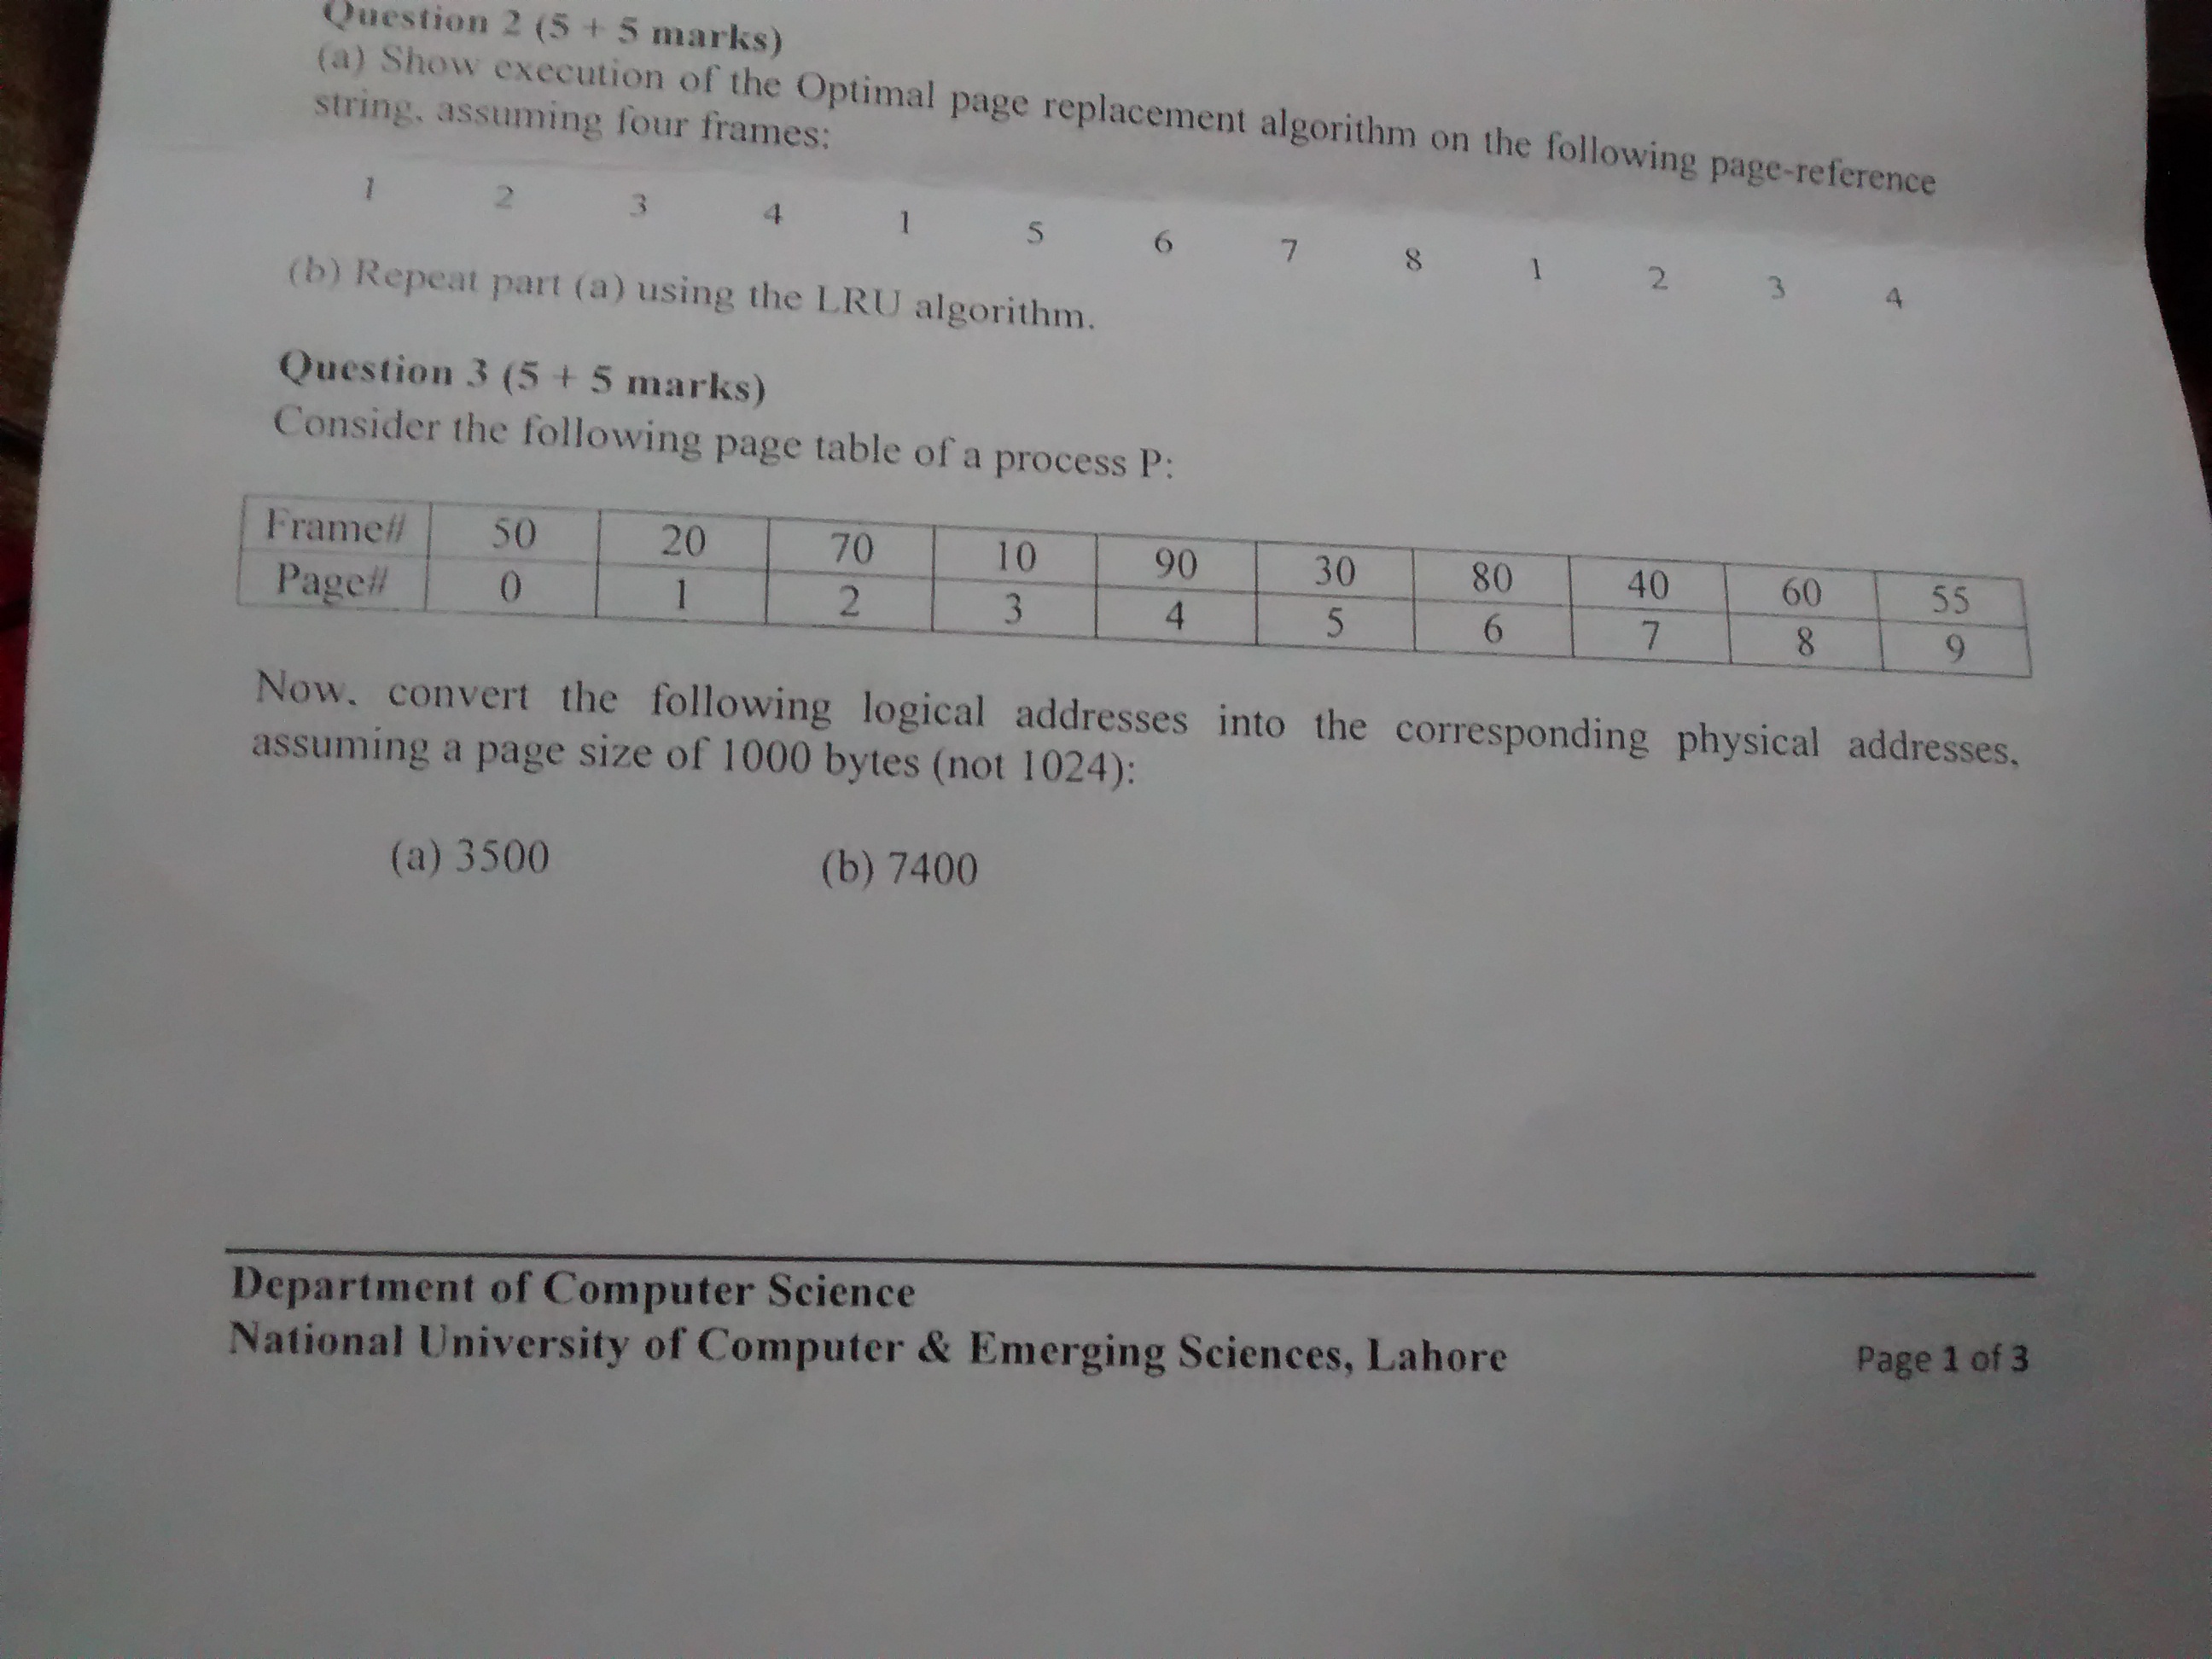 Question 2 (5 + 5 marks)
(a) Show execution of the Optimal page replacement algorithm on the following page-reference
string, assuming four frames:
1 2 3 4 1 5 6 7 8 1 2 3 4
(b) Repeat part (a) using the LRU algorithm.
Question 3 (5 + 5 marks)
Consider the following page table of a process P:
Frame# 50 20 70 10 90 30 80 40 60 55
Page# 0 1 2 3 4 5 6 7 8 9
Now, convert the following logical addresses into the corresponding physical addresses,
assuming a page size of 1000 bytes (not 1024):
(a) 3500 (b) 7400
Department of Computer Science
National University of Computer & Emerging Sciences, Lahore Page 1 of 3